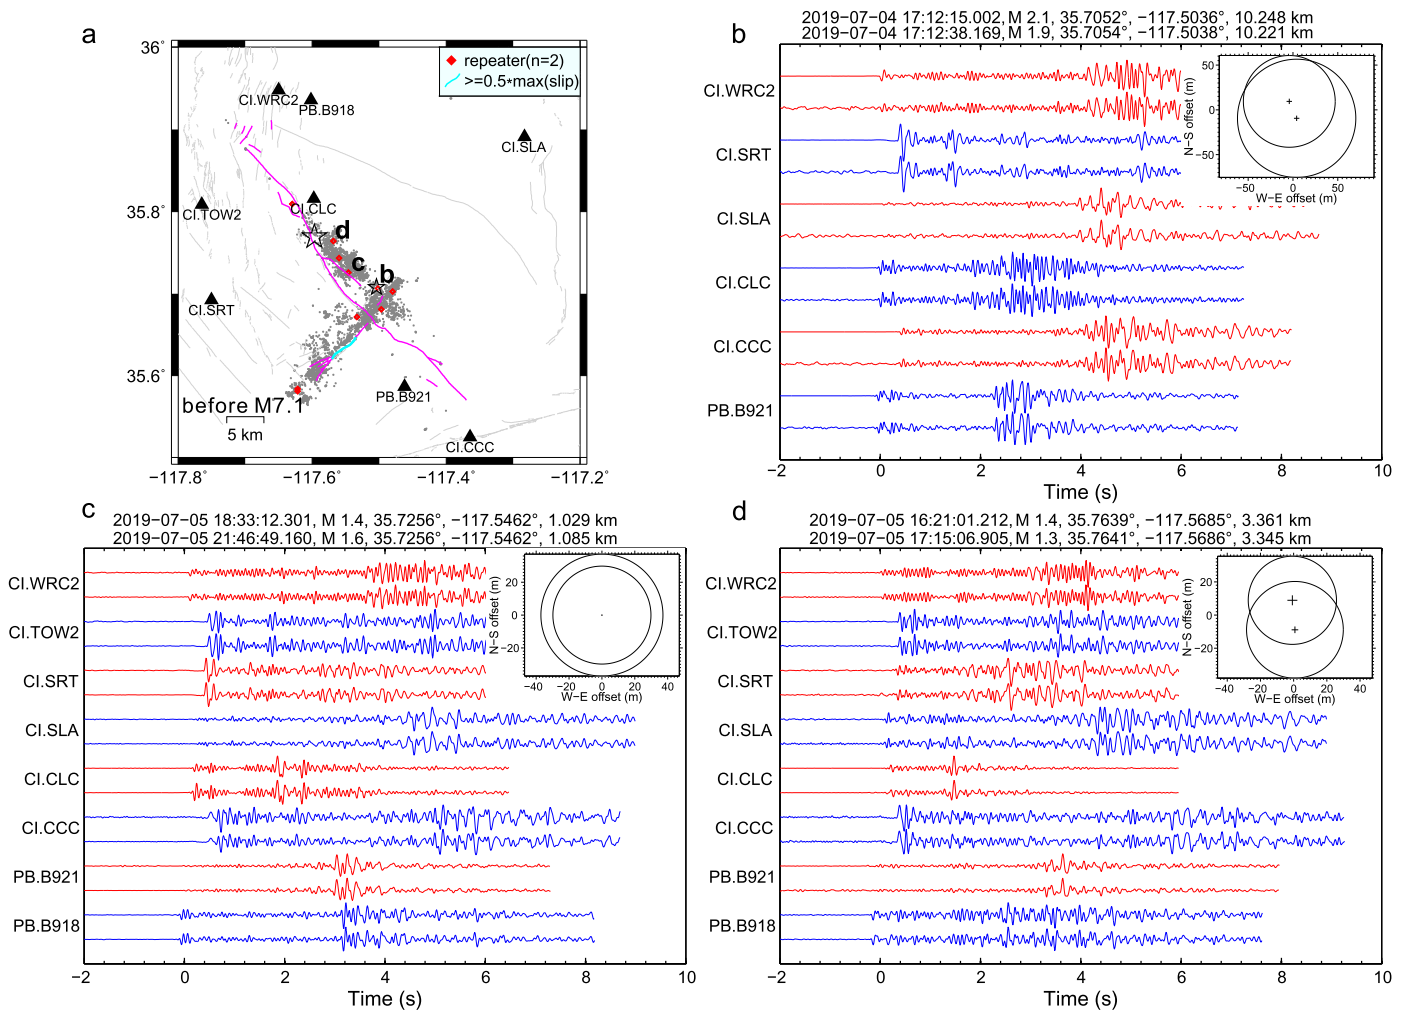 a
36°
35.8
35.6
−117.8
−117.6
−117.4
−117.2°
repeater(n=2)
>=0.5*max(slip)
CI.WRC2
PB.B918
CI.SLA
CI.TOW2
CI.CLC
d
c
b
CI.SRT
PB.B921
CI.CCC
before M7.1
5 km
b
2019−07−04 17:12:15.002, M 2.1, 35.7052°, −117.5036°, 10.248 km
2019−07−04 17:12:38.169, M 1.9, 35.7054°, −117.5038°, 10.221 km
CI.WRC2
CI.SRT
CI.SLA
CI.CLC
CI.CCC
PB.B921
N−S offset (m)
50
0
−50
−50 0 50
W−E offset (m)
−2 0 2 4 6 8 10
Time (s)
c
2019−07−05 18:33:12.301, M 1.4, 35.7256°, −117.5462°, 1.029 km
2019−07−05 21:46:49.160, M 1.6, 35.7256°, −117.5462°, 1.085 km
CI.WRC2
CI.TOW2
CI.SRT
CI.SLA
CI.CLC
CI.CCC
PB.B921
PB.B918
N−S offset (m)
20
0
−20
−40 −20 0 20 40
W−E offset (m)
−2 0 2 4 6 8 10
Time (s)
d
2019−07−05 16:21:01.212, M 1.4, 35.7639°, −117.5685°, 3.361 km
2019−07−05 17:15:06.905, M 1.3, 35.7641°, −117.5686°, 3.345 km
CI.WRC2
CI.TOW2
CI.SRT
CI.SLA
CI.CLC
CI.CCC
PB.B921
PB.B918
N−S offset (m)
20
0
−20
−40 −20 0 20 40
W−E offset (m)
−2 0 2 4 6 8 10
Time (s)